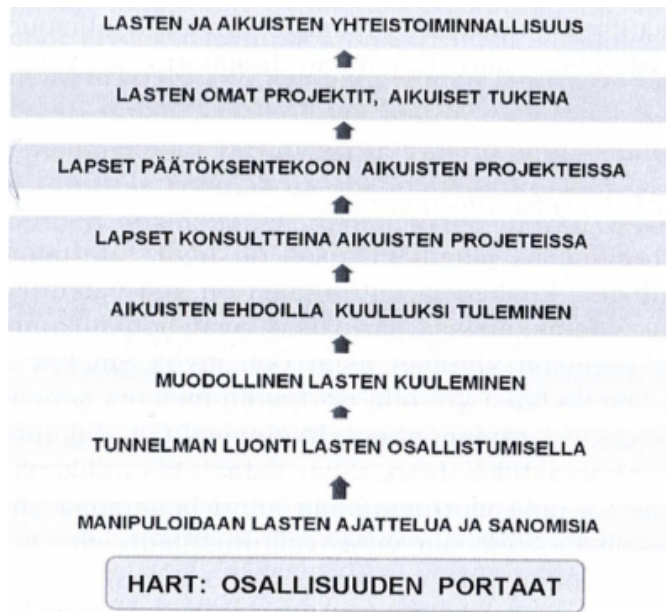 LASTEN JA AIKUISTEN YHTEISTOIMINNALLISUUS
LASTEN OMAT PROJEKTIT, AIKUISET TUKENA
LAPSET PÄÄTÖKSENTEKOON AIKUISTEN PROJEKTEISSA
LAPSET KONSULTTEINA AIKUISTEN PROJETEISSA
AIKUISTEN EHDOILLA KUULLUKSI TULEMINEN
MUODOLLINEN LASTEN KUULEMINEN
TUNNELMAN LUONTI LASTEN OSALLISTUMISELLA
MANIPULOIDAAN LASTEN AJATTELUA JA SANOMISIA
HART: OSALLISUUDEN PORTAAT